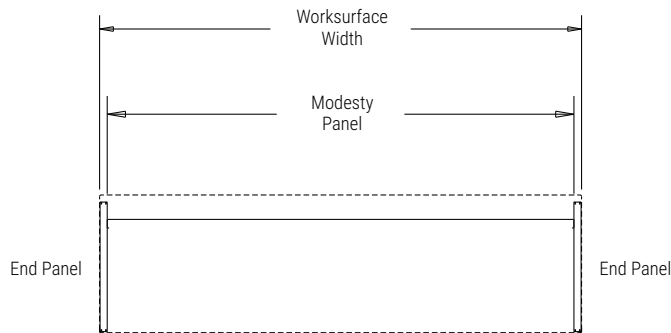 Worksurface
Width
Modesty
Panel
End Panel
End Panel